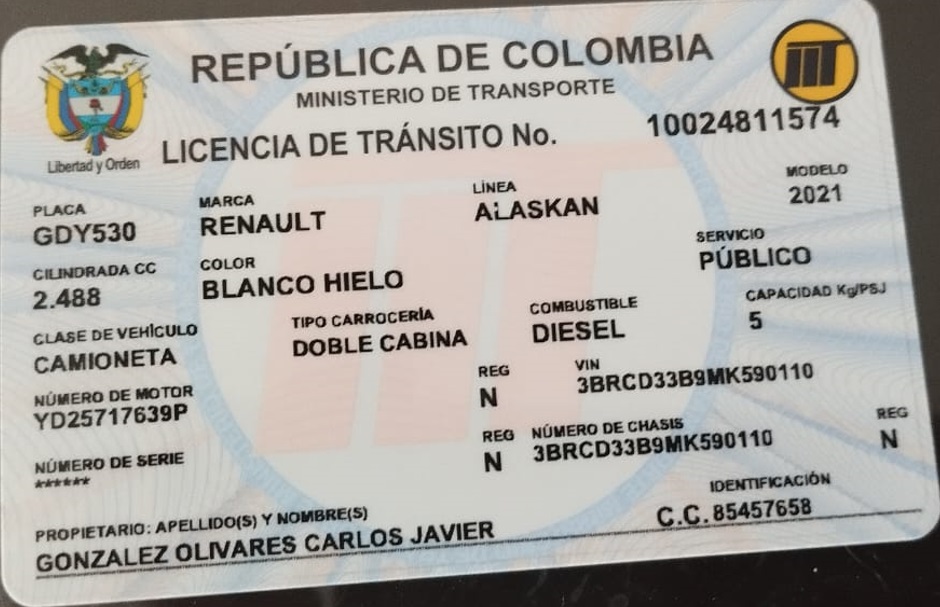 REPÚBLICA DE COLOMBIA
MINISTERIO DE TRANSPORTE
Libertad y Orden
LICENCIA DE TRÁNSITO No. 10024811574
PLACA MARCA LÍNEA MODELO
GDY530 RENAULT ALASKAN 2021
CILINDRADA CC COLOR SERVICIO
2.488 BLANCO HIELO PÚBLICO
CLASE DE VEHÍCULO TIPO CARROCERÍA COMBUSTIBLE CAPACIDAD Kg/PSJ
CAMIONETA DOBLE CABINA DIESEL 5
NÚMERO DE MOTOR REG VIN
YD25717639P N 3BRCD33B9MK590110
NÚMERO DE SERIE REG NÚMERO DE CHASIS REG
****** N 3BRCD33B9MK590110 N
PROPIETARIO: APELLIDO(S) Y NOMBRE(S) IDENTIFICACIÓN
GONZALEZ OLIVARES CARLOS JAVIER C.C. 85457658